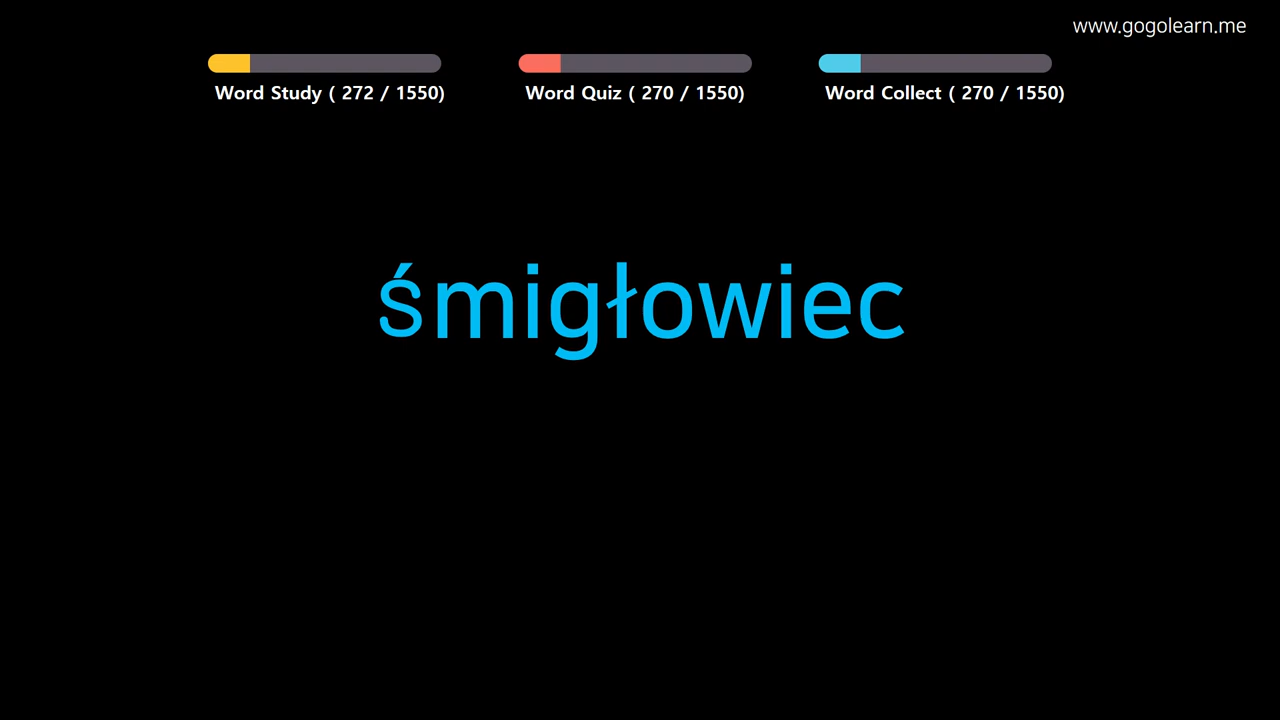 www.gogolearn.me
Word Study ( 272 / 1550)
Word Quiz ( 270 / 1550)
Word Collect ( 270 / 1550)
śmigłowiec